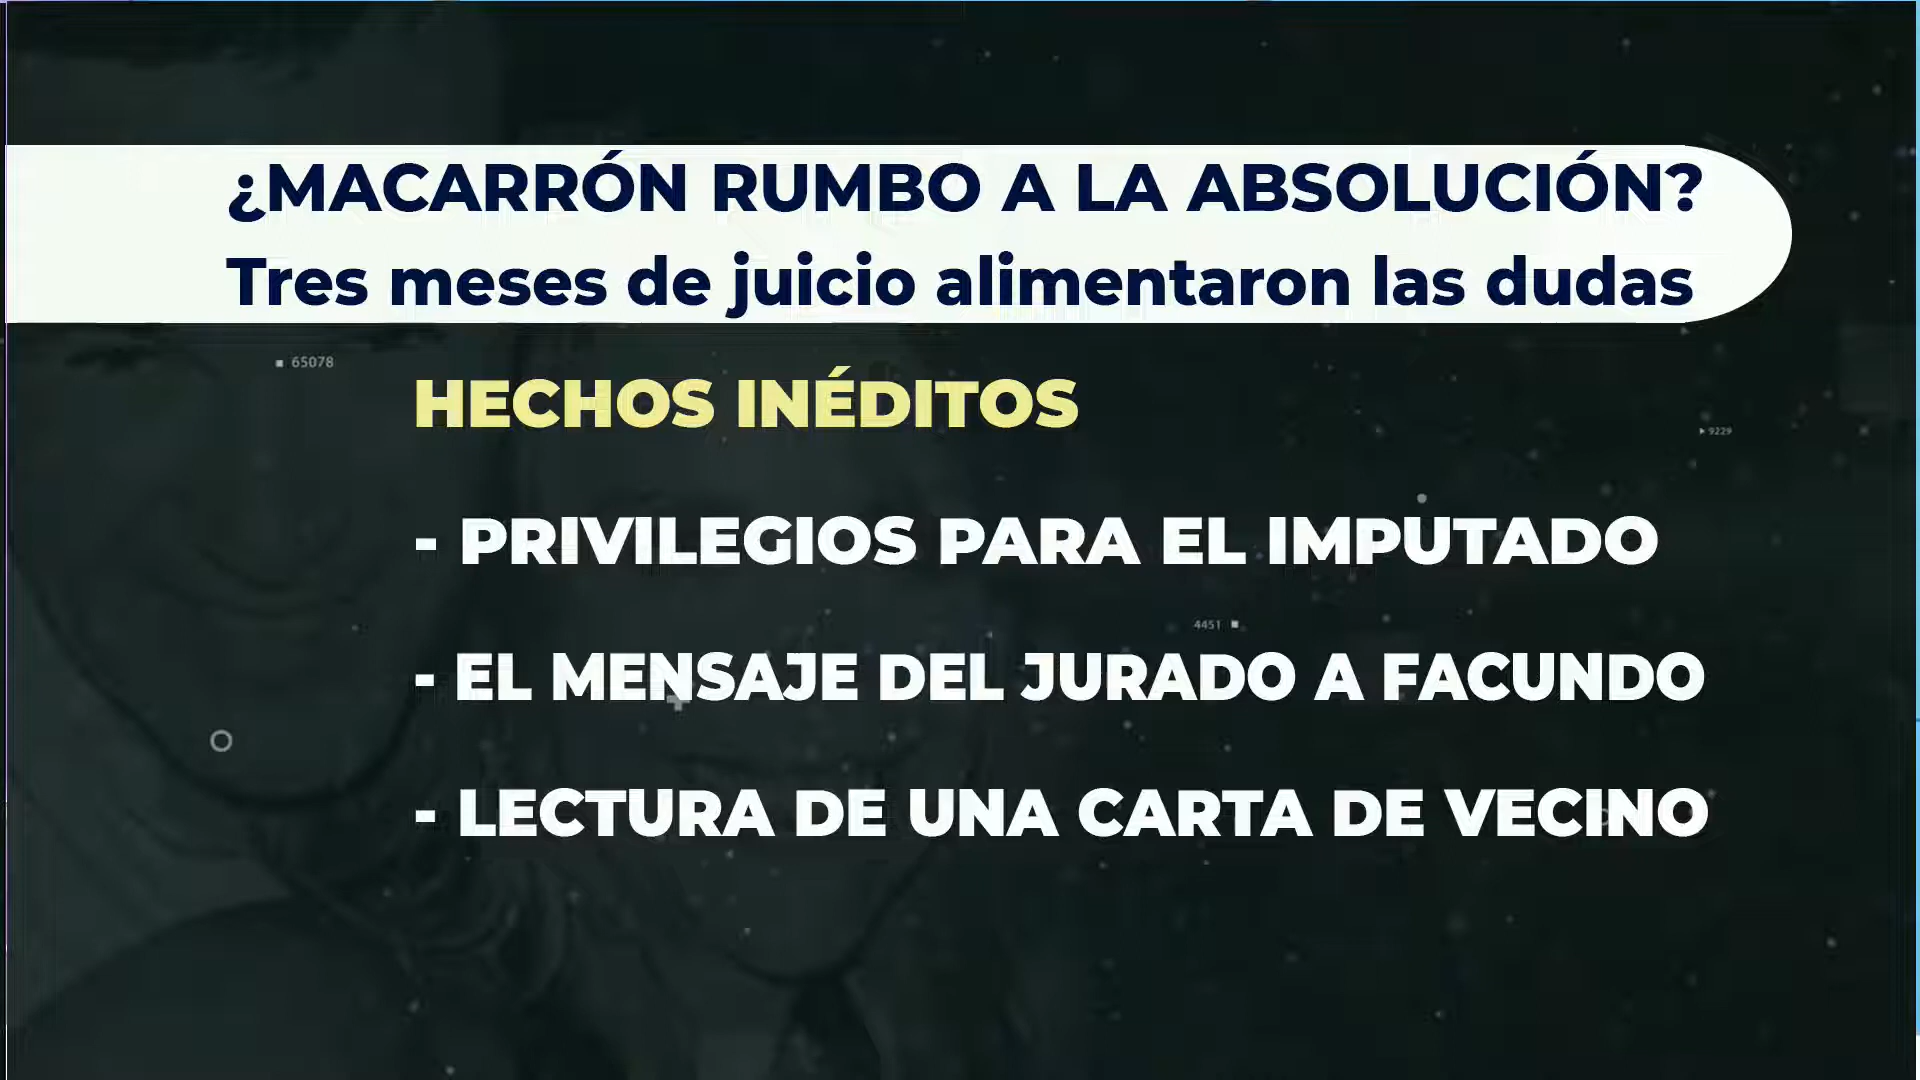 ¿MACARRÓN RUMBO A LA ABSOLUCIÓN?
Tres meses de juicio alimentaron las dudas
65078
HECHOS INÉDITOS
9229
- PRIVILEGIOS PARA EL IMPUTADO
4451
- EL MENSAJE DEL JURADO A FACUNDO
- LECTURA DE UNA CARTA DE VECINO